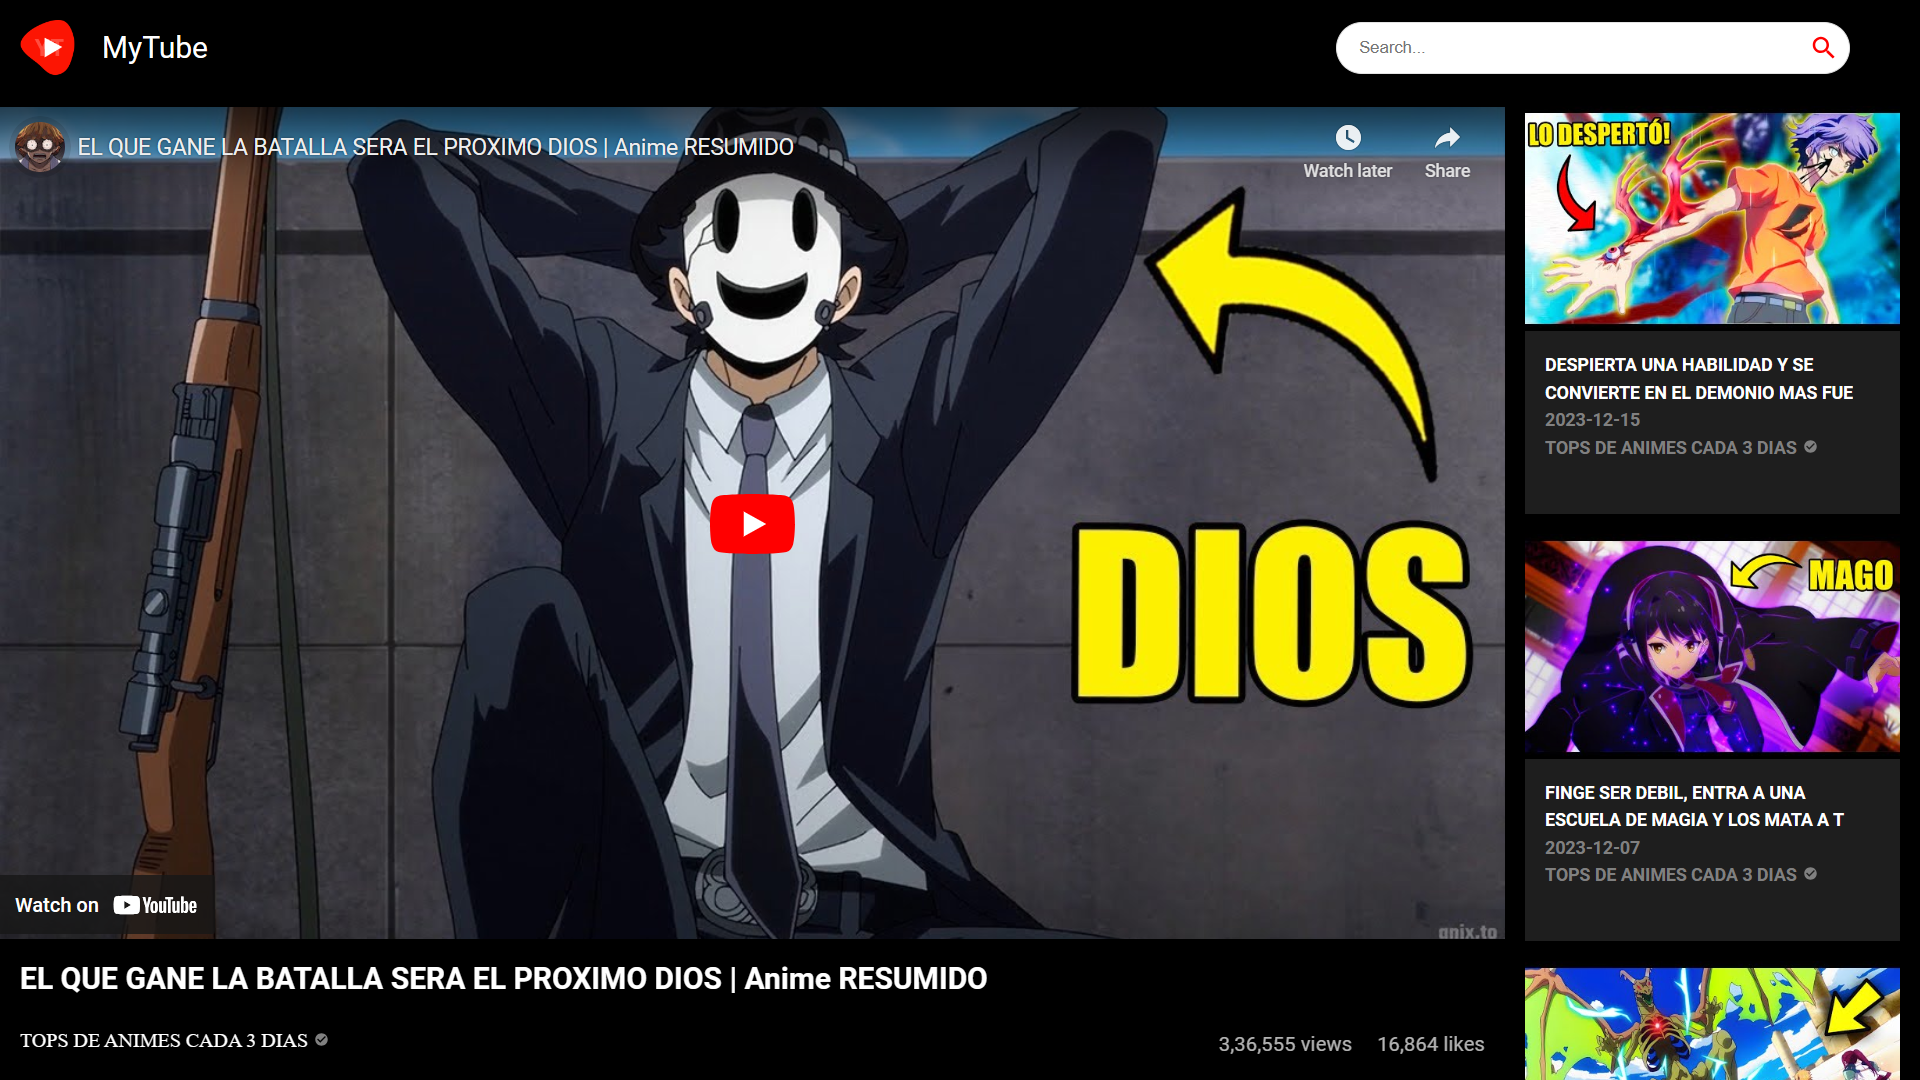 MyTube
Search...
EL QUE GANE LA BATALLA SERA EL PROXIMO DIOS | Anime RESUMIDO
Watch later
Share
DIOS
Watch on YouTube
anix.to
EL QUE GANE LA BATALLA SERA EL PROXIMO DIOS | Anime RESUMIDO
TOPS DE ANIMES CADA 3 DIAS
3,36,555 views
16,864 likes
LO DESPERTÓ!
DESPIERTA UNA HABILIDAD Y SE
CONVIERTE EN EL DEMONIO MAS FUE
2023-12-15
TOPS DE ANIMES CADA 3 DIAS
MAGO
FINGE SER DEBIL, ENTRA A UNA
ESCUELA DE MAGIA Y LOS MATA A T
2023-12-07
TOPS DE ANIMES CADA 3 DIAS